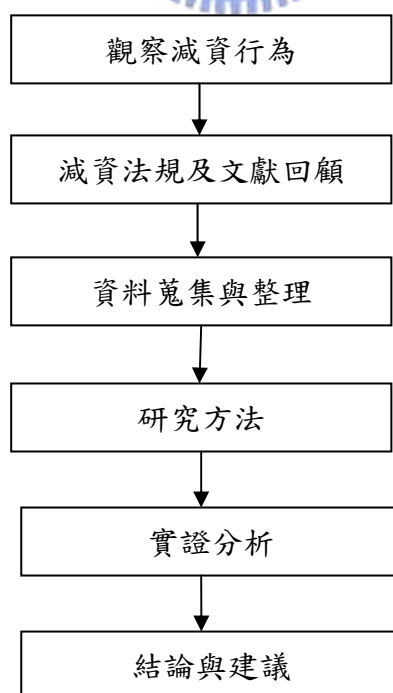 觀察減資行為
減資法規及文獻回顧
資料蒐集與整理
研究方法
實證分析
結論與建議